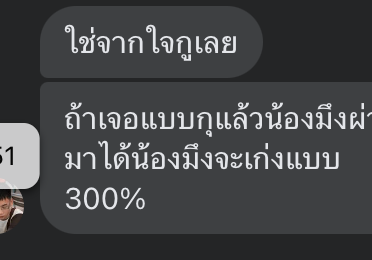 ใช่จากใจกูเลย
ถ้าเจอแบบกุแล้วน้องมึง
มาได้น้องมึงจะเก่งแบบ
300%